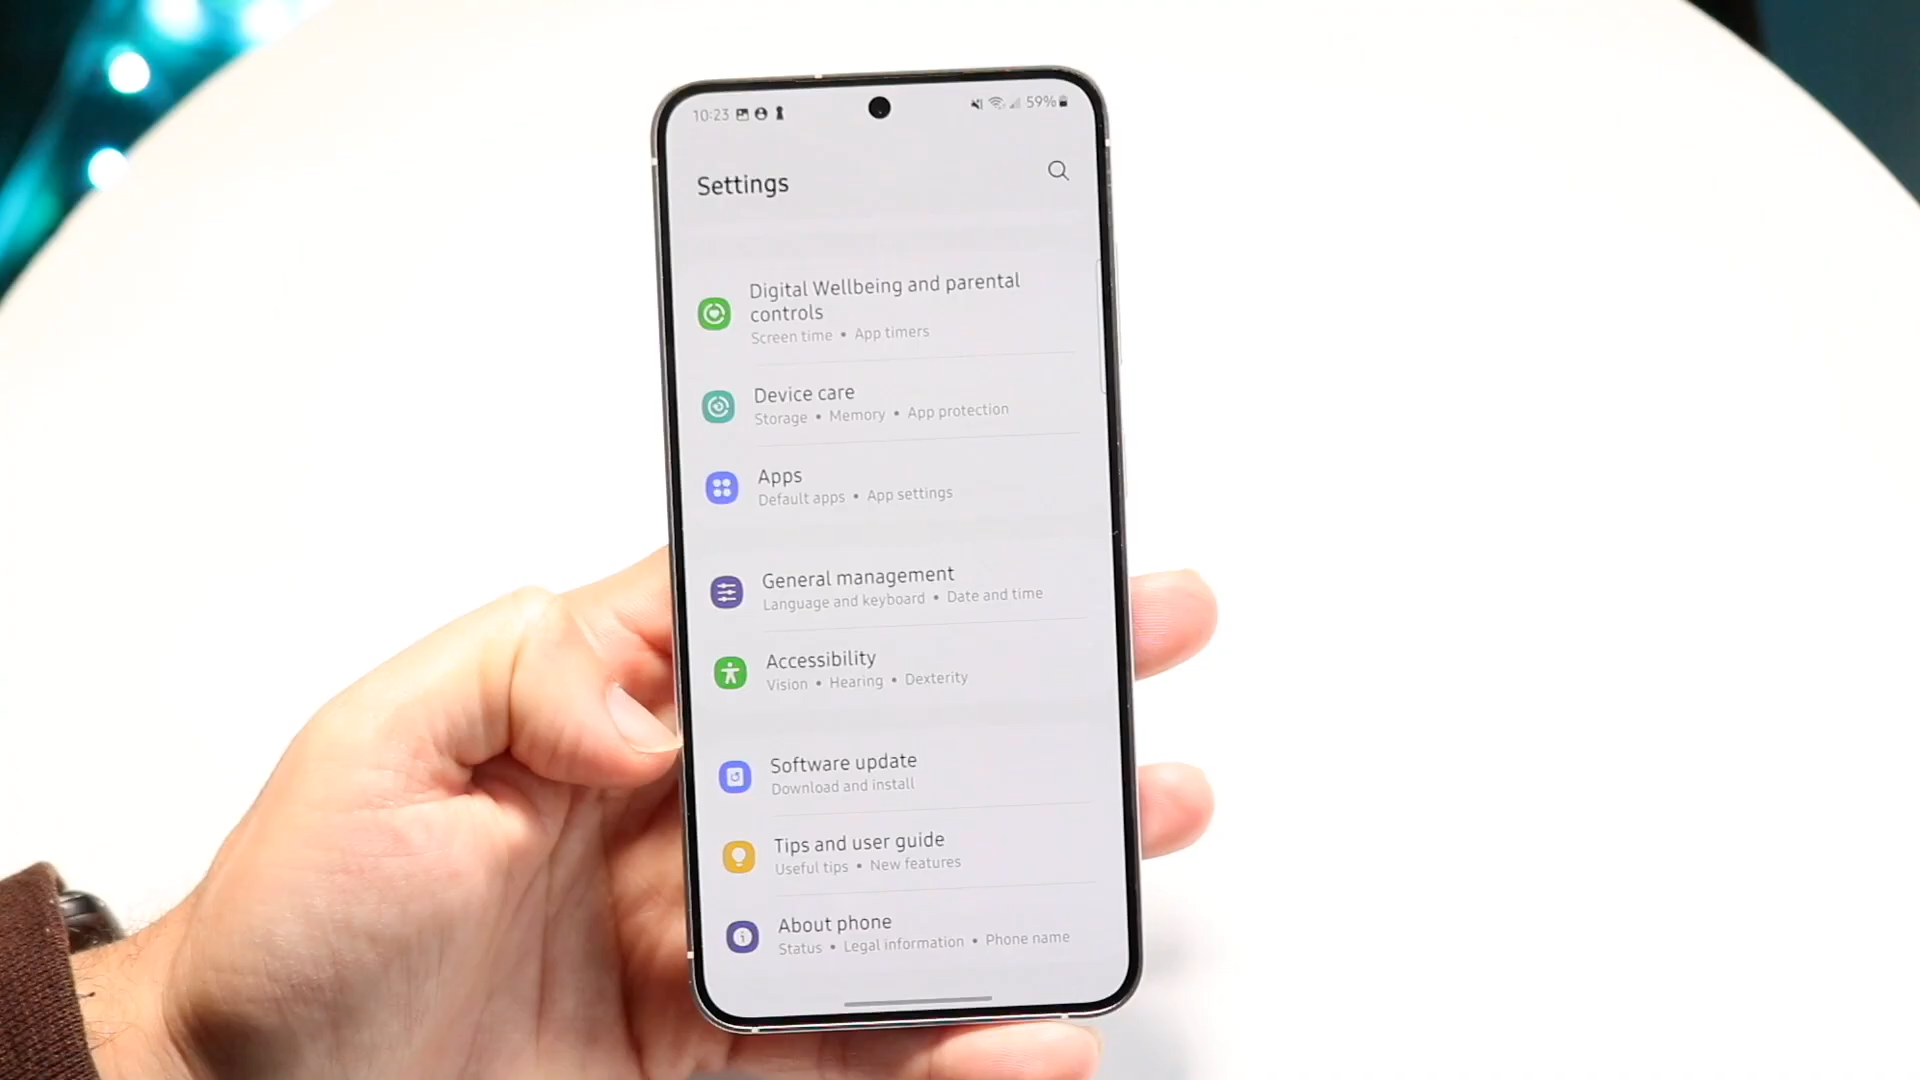 10:23 59%
Settings
Digital Wellbeing and parental
controls
Screen time • App timers
Device care
Storage • Memory • App protection
Apps
Default apps • App settings
General management
Language and keyboard • Date and time
Accessibility
Vision • Hearing • Dexterity
Software update
Download and install
Tips and user guide
Useful tips • New features
About phone
Status • Legal information • Phone name